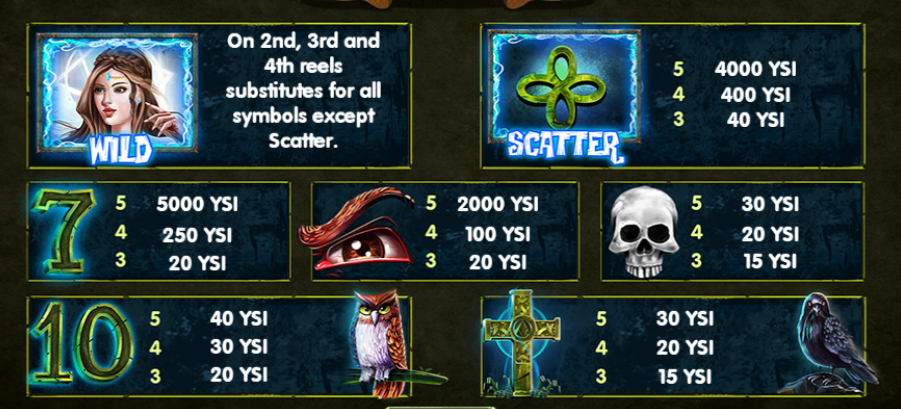 WILD
On 2nd, 3rd and
4th reels
substitutes for all
symbols except
Scatter.
SCATTER
5 4000 YSI
4 400 YSI
3 40 YSI
7
5 5000 YSI
4 250 YSI
3 20 YSI
5 2000 YSI
4 100 YSI
3 20 YSI
5 30 YSI
4 20 YSI
3 15 YSI
10
5 40 YSI
4 30 YSI
3 20 YSI
5 30 YSI
4 20 YSI
3 15 YSI